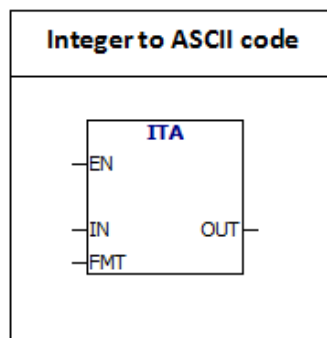 Integer to ASCII code
ITA
EN
IN OUT
FMT